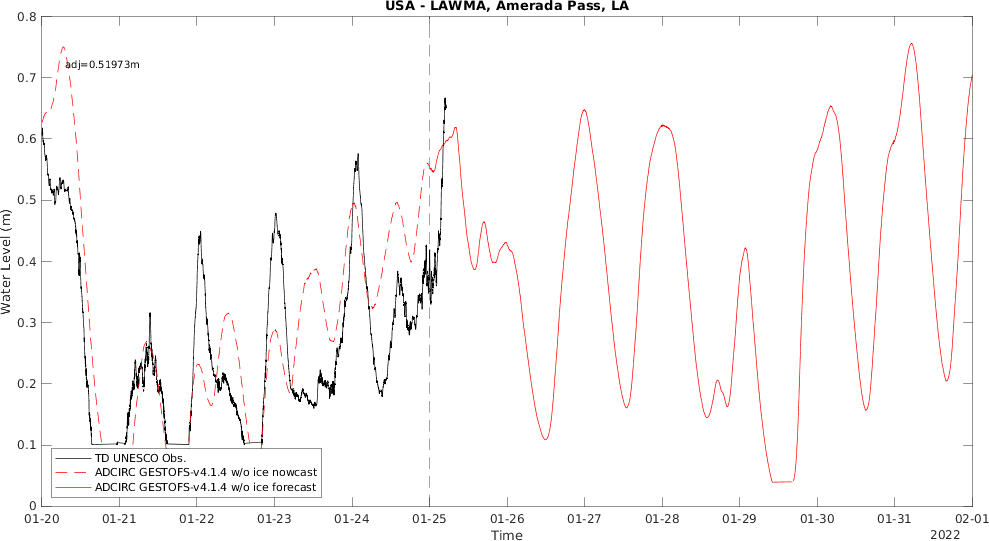 USA - LAWMA, Amerada Pass, LA
0.8
0.7
0.6
0.5
0.4
0.3
0.2
0.1
0
Water Level (m)
adj=0.51973m
TD UNESCO Obs.
ADCIRC GESTOFS-v4.1.4 w/o ice nowcast
ADCIRC GESTOFS-v4.1.4 w/o ice forecast
01-20 01-21 01-22 01-23 01-24 01-25 01-26 01-27 01-28 01-29 01-30 01-31 02-01
Time
2022